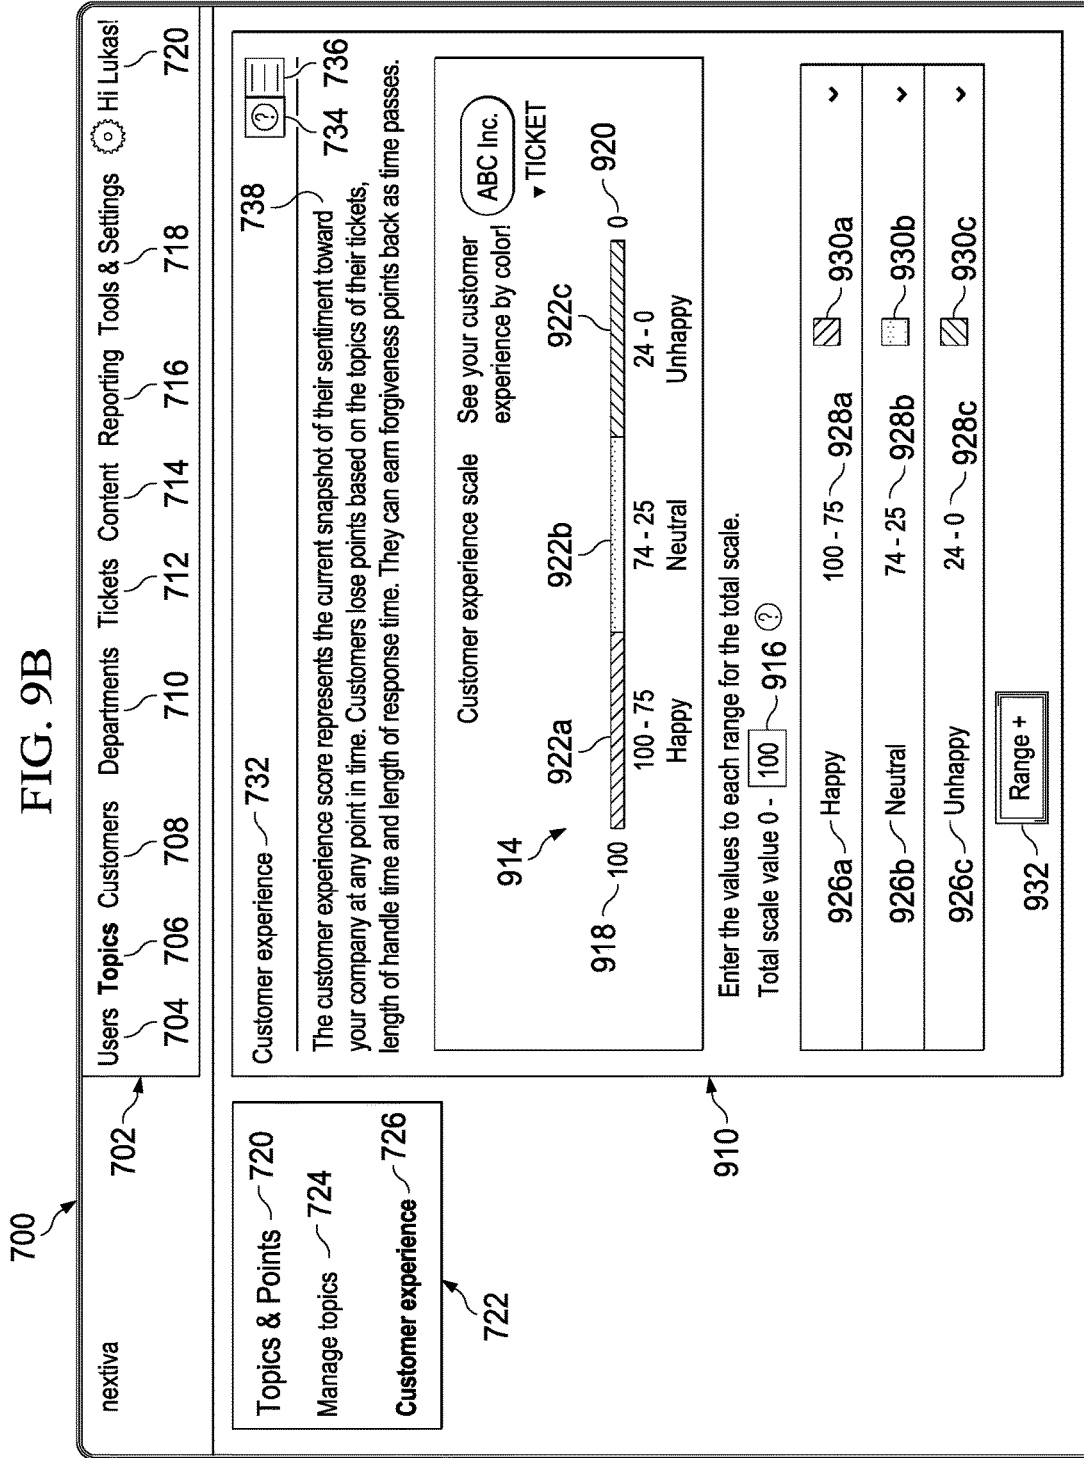 FIG. 9B
700
nextiva
702
Users Topics Customers Departments Tickets Content Reporting Tools & Settings Hi Lukas!
704 706 708 710 712 714 716 718 720
Topics & Points 720
Manage topics 724
Customer experience 726
722
Customer experience 732
738
? 734 736
The customer experience score represents the current snapshot of their sentiment toward
your company at any point in time. Customers lose points based on the topics of their tickets,
length of handle time and length of response time. They can earn forgiveness points back as time passes.
Customer experience scale
See your customer
experience by color!
ABC Inc.
▾ TICKET
914
922a 922b 922c
918 100 0 920
100 - 75 74 - 25 24 - 0
Happy Neutral Unhappy
910
Enter the values to each range for the total scale.
Total scale value 0 - 100 ?
916
926a Happy 100 - 75 928a 930a
926b Neutral 74 - 25 928b 930b
926c Unhappy 24 - 0 928c 930c
Range +
932